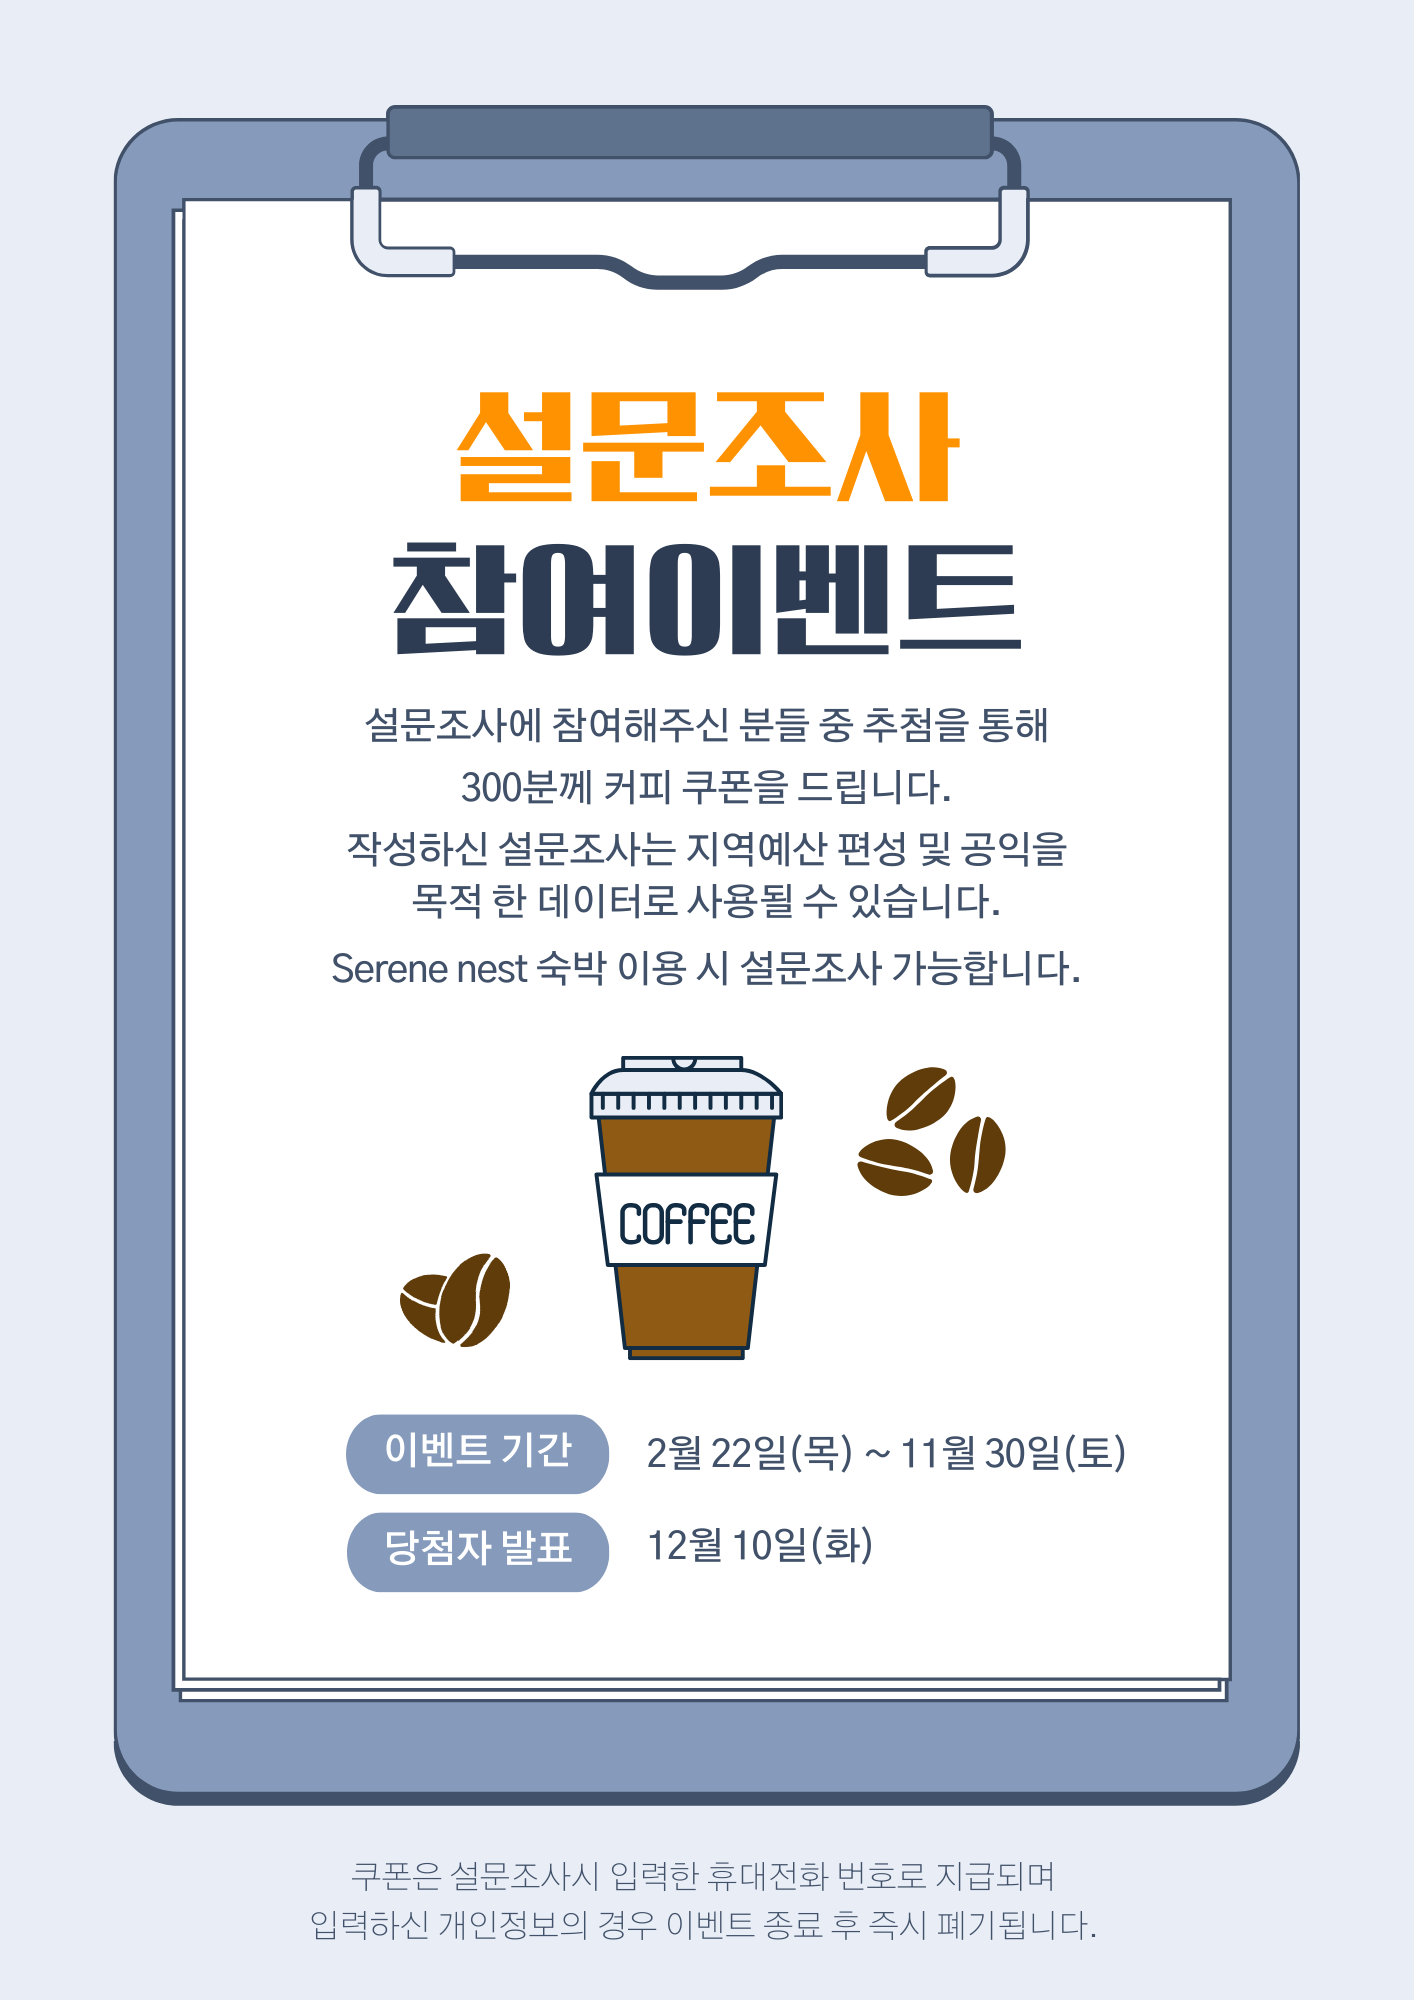 설문조사
참여이벤트
설문조사에 참여해주신 분들 중 추첨을 통해
300분께 커피 쿠폰을 드립니다.
작성하신 설문조사는 지역예산 편성 및 공익을
목적 한 데이터로 사용될 수 있습니다.
Serene nest 숙박 이용 시 설문조사 가능합니다.
COFFEE
이벤트 기간 2월 22일(목) ~ 11월 30일(토)
당첨자 발표 12월 10일(화)
쿠폰은 설문조사시 입력한 휴대전화 번호로 지급되며
입력하신 개인정보의 경우 이벤트 종료 후 즉시 폐기됩니다.